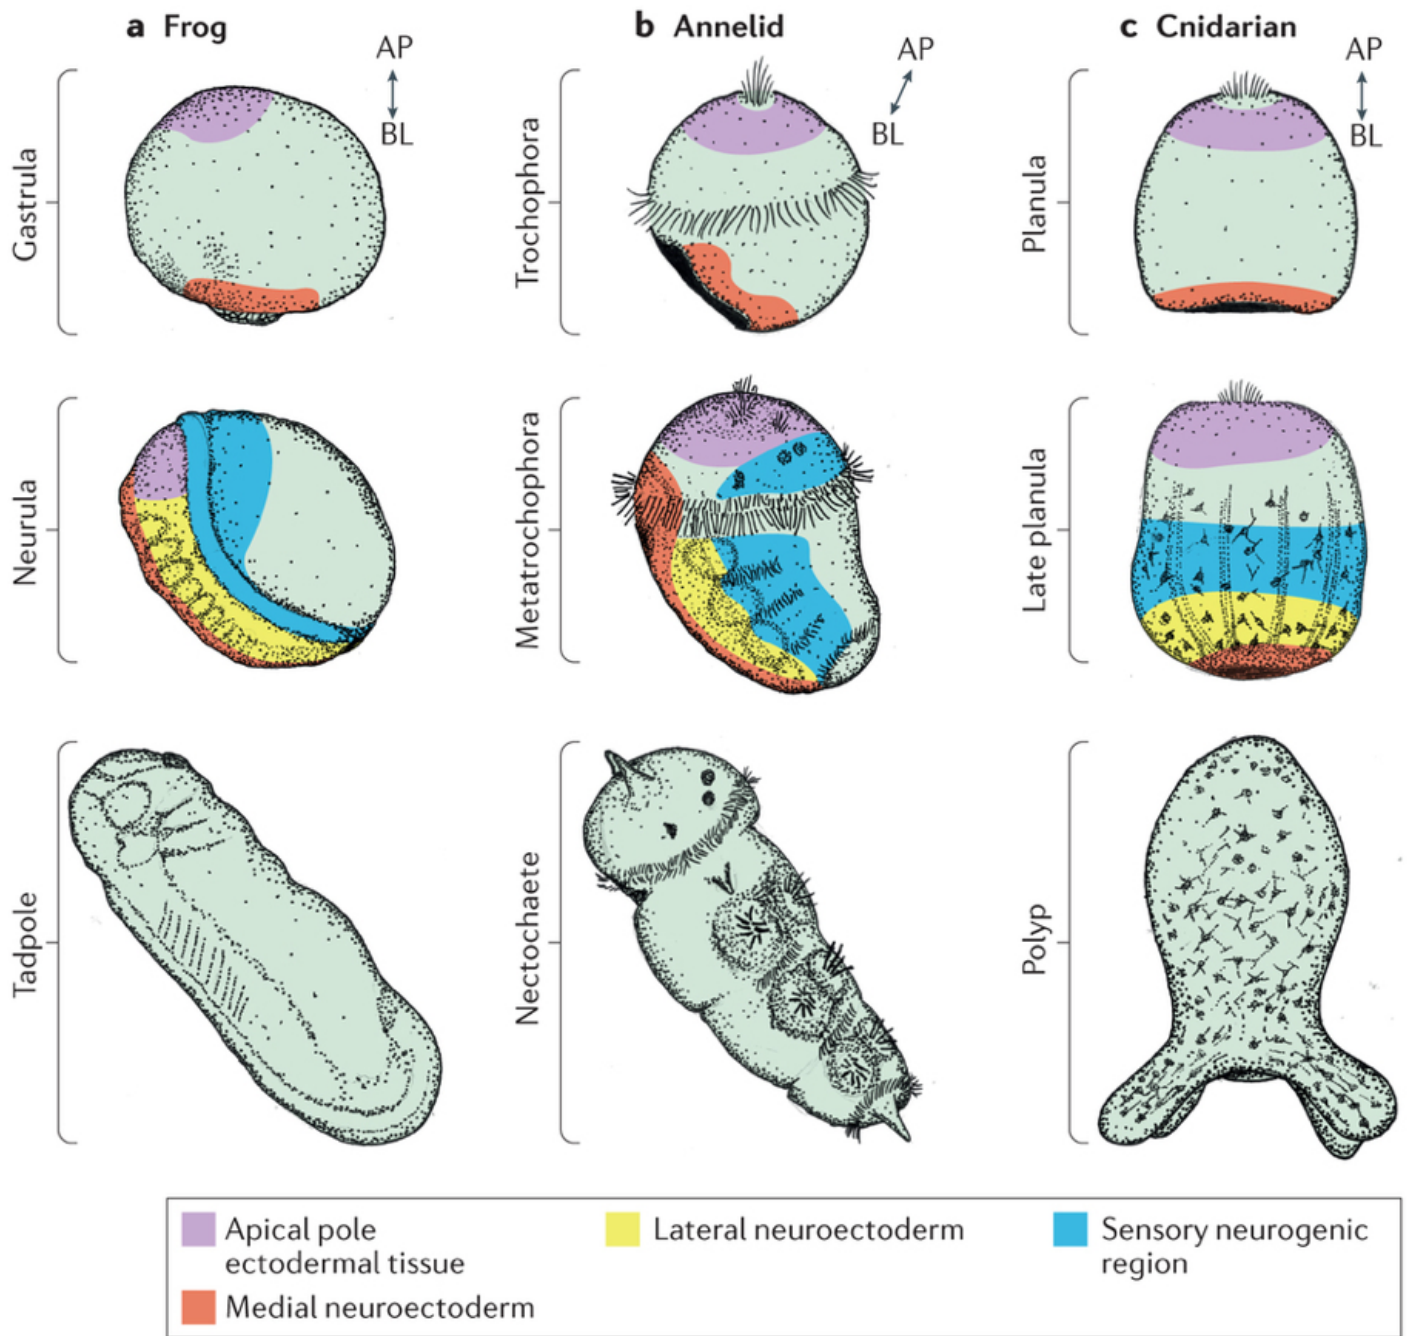 a Frog
AP
BL
b Annelid
AP
BL
c Cnidarian
AP
BL
Gastrula
Trochophora
Planula
Neurula
Metatrochophora
Late planula
Tadpole
Nectochaete
Polyp
Apical pole
ectodermal tissue
Medial neuroectoderm
Lateral neuroectoderm
Sensory neurogenic
region